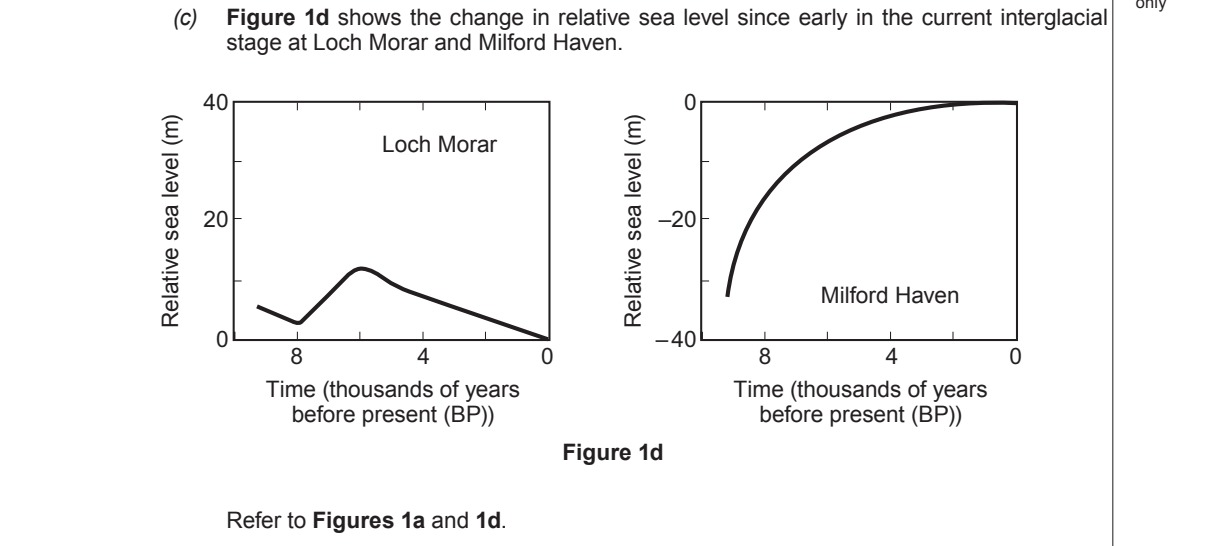 only
(c) Figure 1d shows the change in relative sea level since early in the current interglacial
stage at Loch Morar and Milford Haven.
40
20
0
Relative sea level (m)
Loch Morar
8 4 0
Time (thousands of years
before present (BP))
0
–20
–40
Relative sea level (m)
Milford Haven
8 4 0
Time (thousands of years
before present (BP))
Figure 1d
Refer to Figures 1a and 1d.